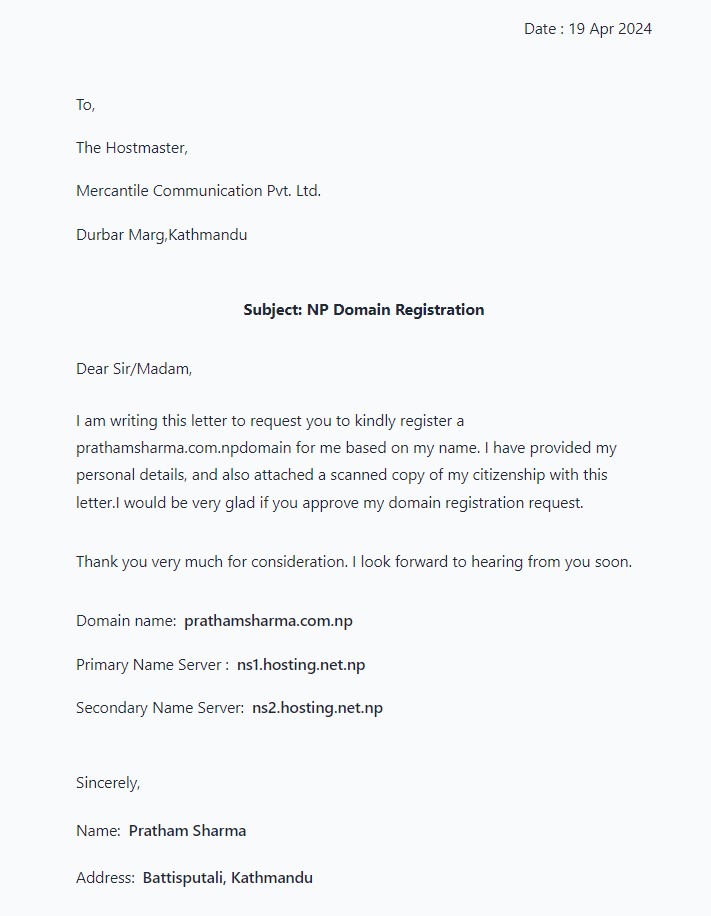 Date : 19 Apr 2024
To,
The Hostmaster,
Mercantile Communication Pvt. Ltd.
Durbar Marg,Kathmandu
Subject: NP Domain Registration
Dear Sir/Madam,
I am writing this letter to request you to kindly register a
prathamsharma.com.npdomain for me based on my name. I have provided my
personal details, and also attached a scanned copy of my citizenship with this
letter.I would be very glad if you approve my domain registration request.
Thank you very much for consideration. I look forward to hearing from you soon.
Domain name: prathamsharma.com.np
Primary Name Server : ns1.hosting.net.np
Secondary Name Server: ns2.hosting.net.np
Sincerely,
Name: Pratham Sharma
Address: Battisputali, Kathmandu